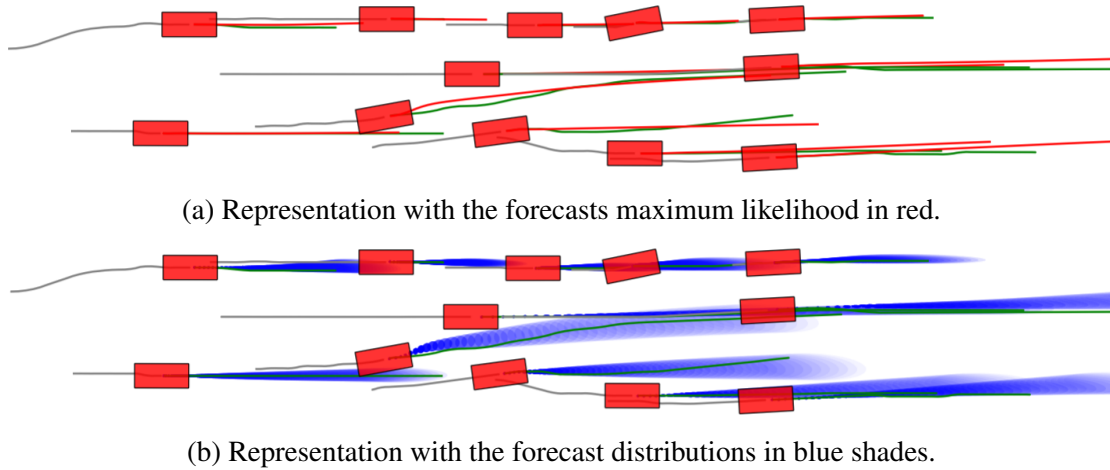 (a) Representation with the forecasts maximum likelihood in red.
(b) Representation with the forecast distributions in blue shades.